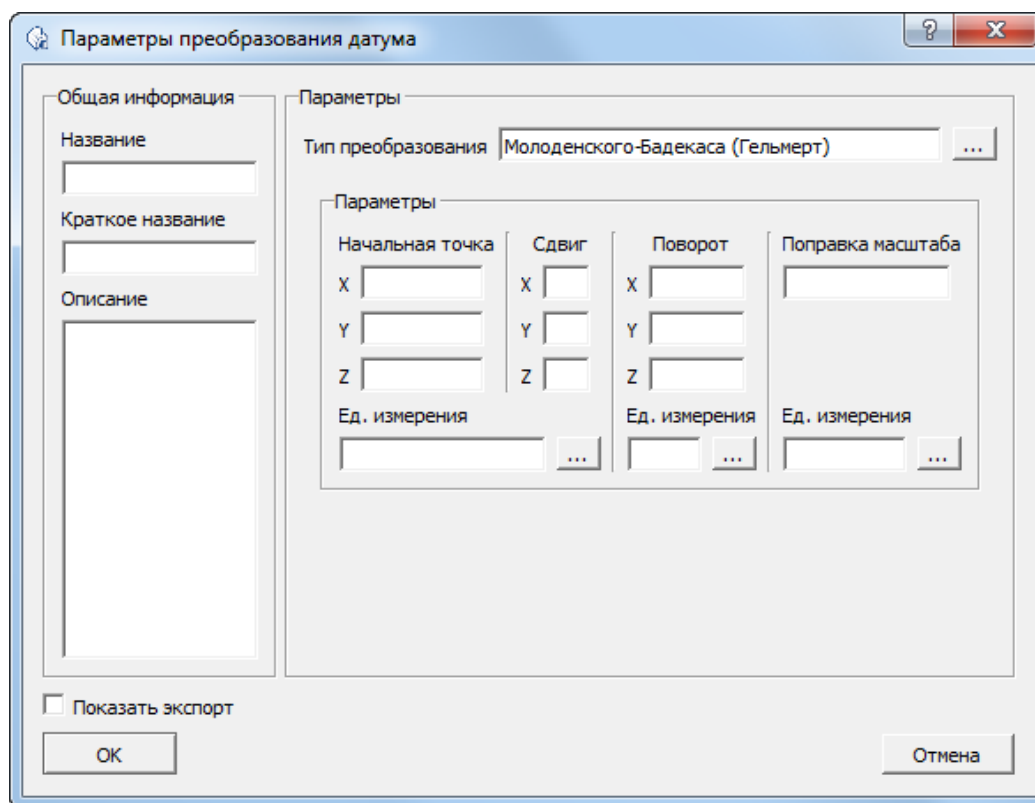 Параметры преобразования датума
Общая информация
Название
Краткое название
Описание
Параметры
Тип преобразования Молоденского-Бадекаса (Гельмерт) ...
Параметры
Начальная точка Сдвиг Поворот Поправка масштаба
X X X
Y Y Y
Z Z Z
Ед. измерения Ед. измерения Ед. измерения
... ... ...
Показать экспорт
OK Отмена